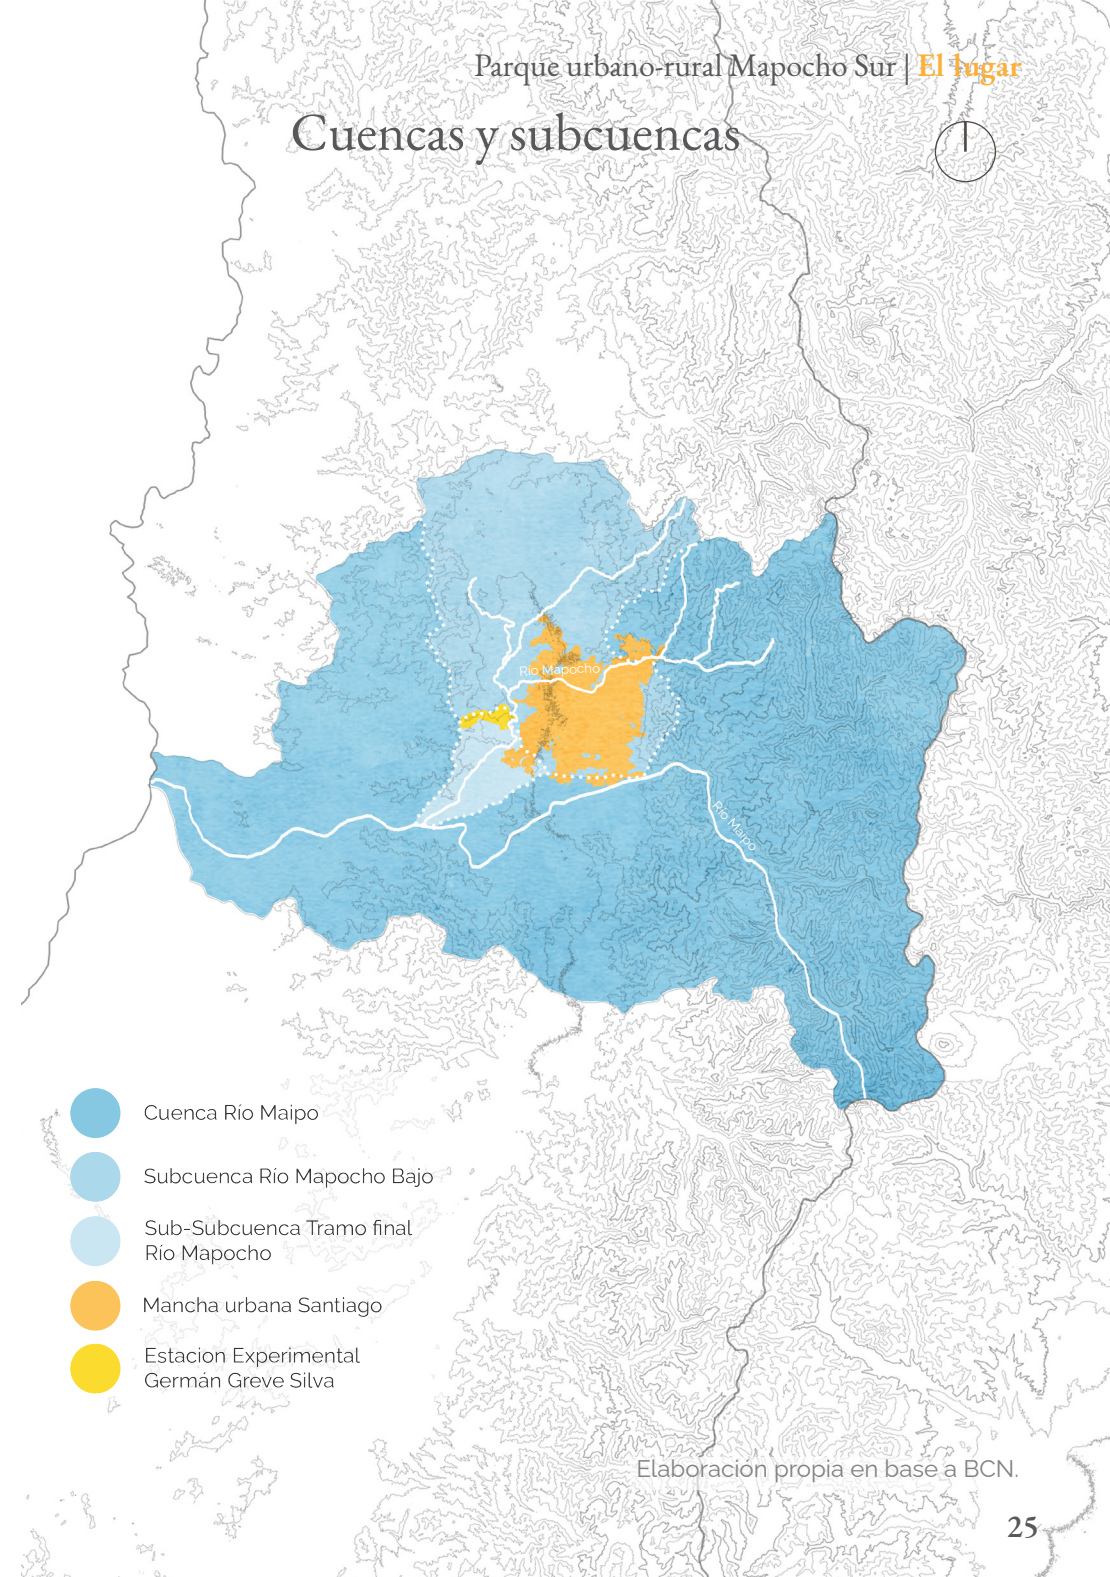 Parque urbano-rural Mapocho Sur | El lugar
Cuencas y subcuencas
Río Mapocho
Río Maipo
Cuenca Río Maipo
Subcuenca Río Mapocho Bajo
Sub-Subcuenca Tramo final
Río Mapocho
Mancha urbana Santiago
Estacion Experimental
Germán Greve Silva
Elaboración propia en base a BCN.
25